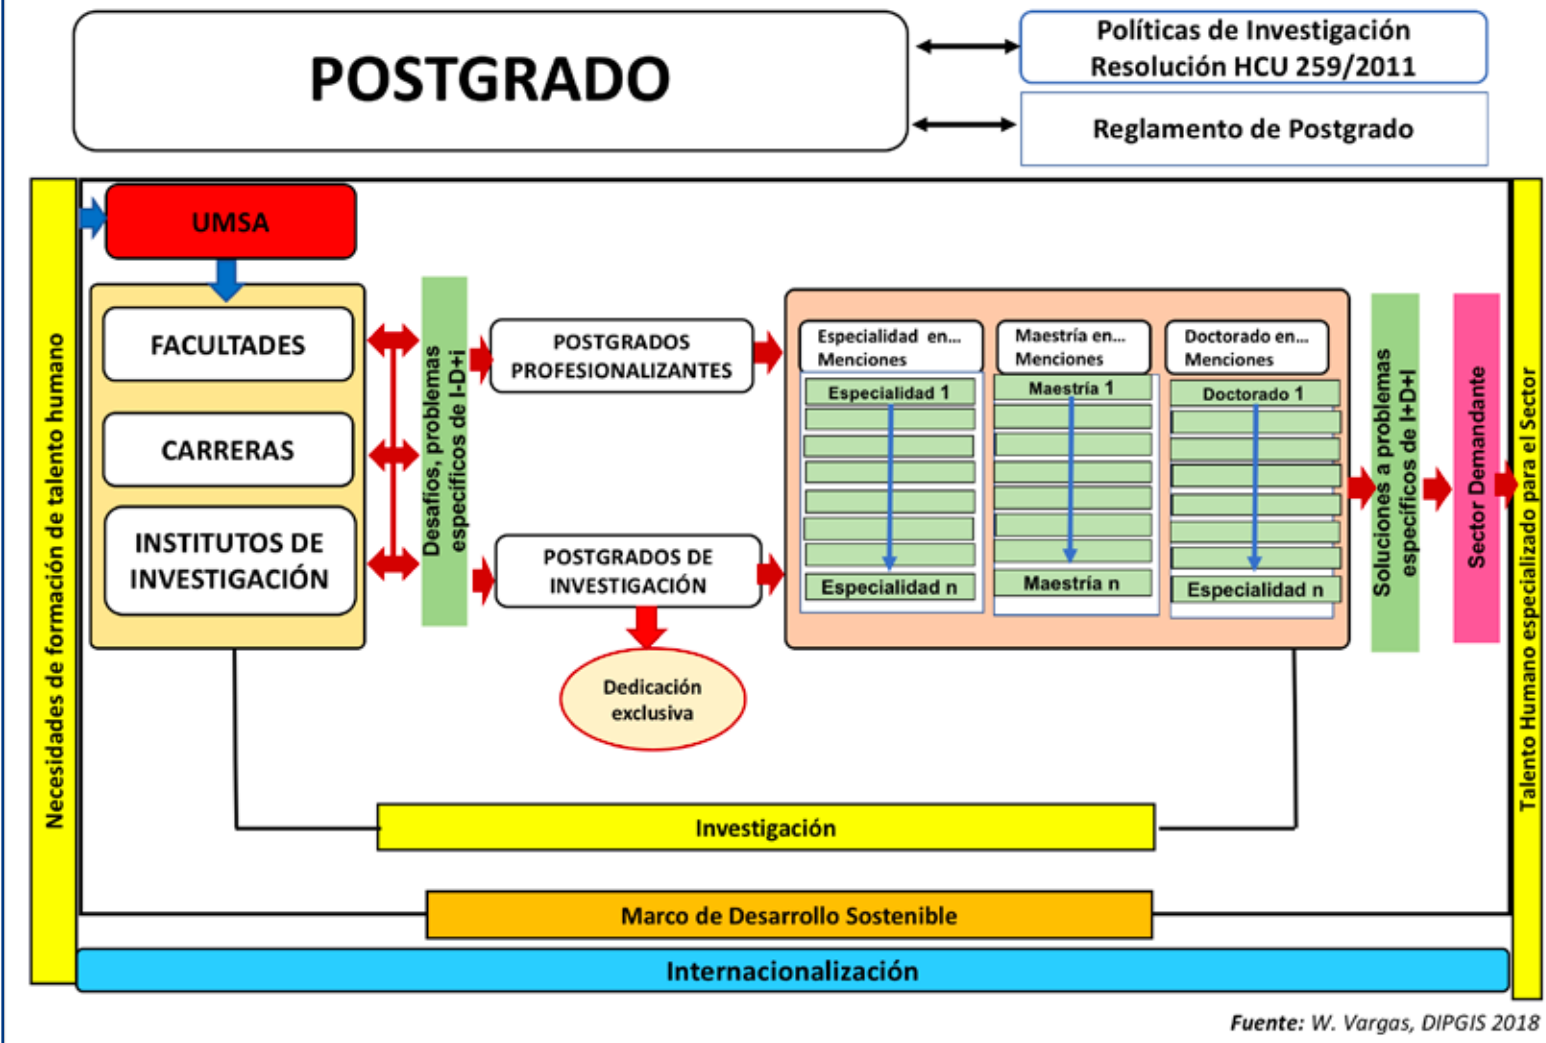 POSTGRADO
Políticas de Investigación
Resolución HCU 259/2011
Reglamento de Postgrado
Necesidades de formación de talento humano
UMSA
FACULTADES
CARRERAS
INSTITUTOS DE
INVESTIGACIÓN
Desafíos, problemas
específicos de I-D+i
POSTGRADOS
PROFESIONALIZANTES
POSTGRADOS DE
INVESTIGACIÓN
Dedicación
exclusiva
Especialidad en...
Menciones
Especialidad 1
Especialidad n
Maestría en...
Menciones
Maestría 1
Maestría n
Doctorado en...
Menciones
Doctorado 1
Especialidad n
Soluciones a problemas
específicos de I+D+I
Sector Demandante
Talento Humano especializado para el Sector
Investigación
Marco de Desarrollo Sostenible
Internacionalización
Fuente: W. Vargas, DIPGIS 2018